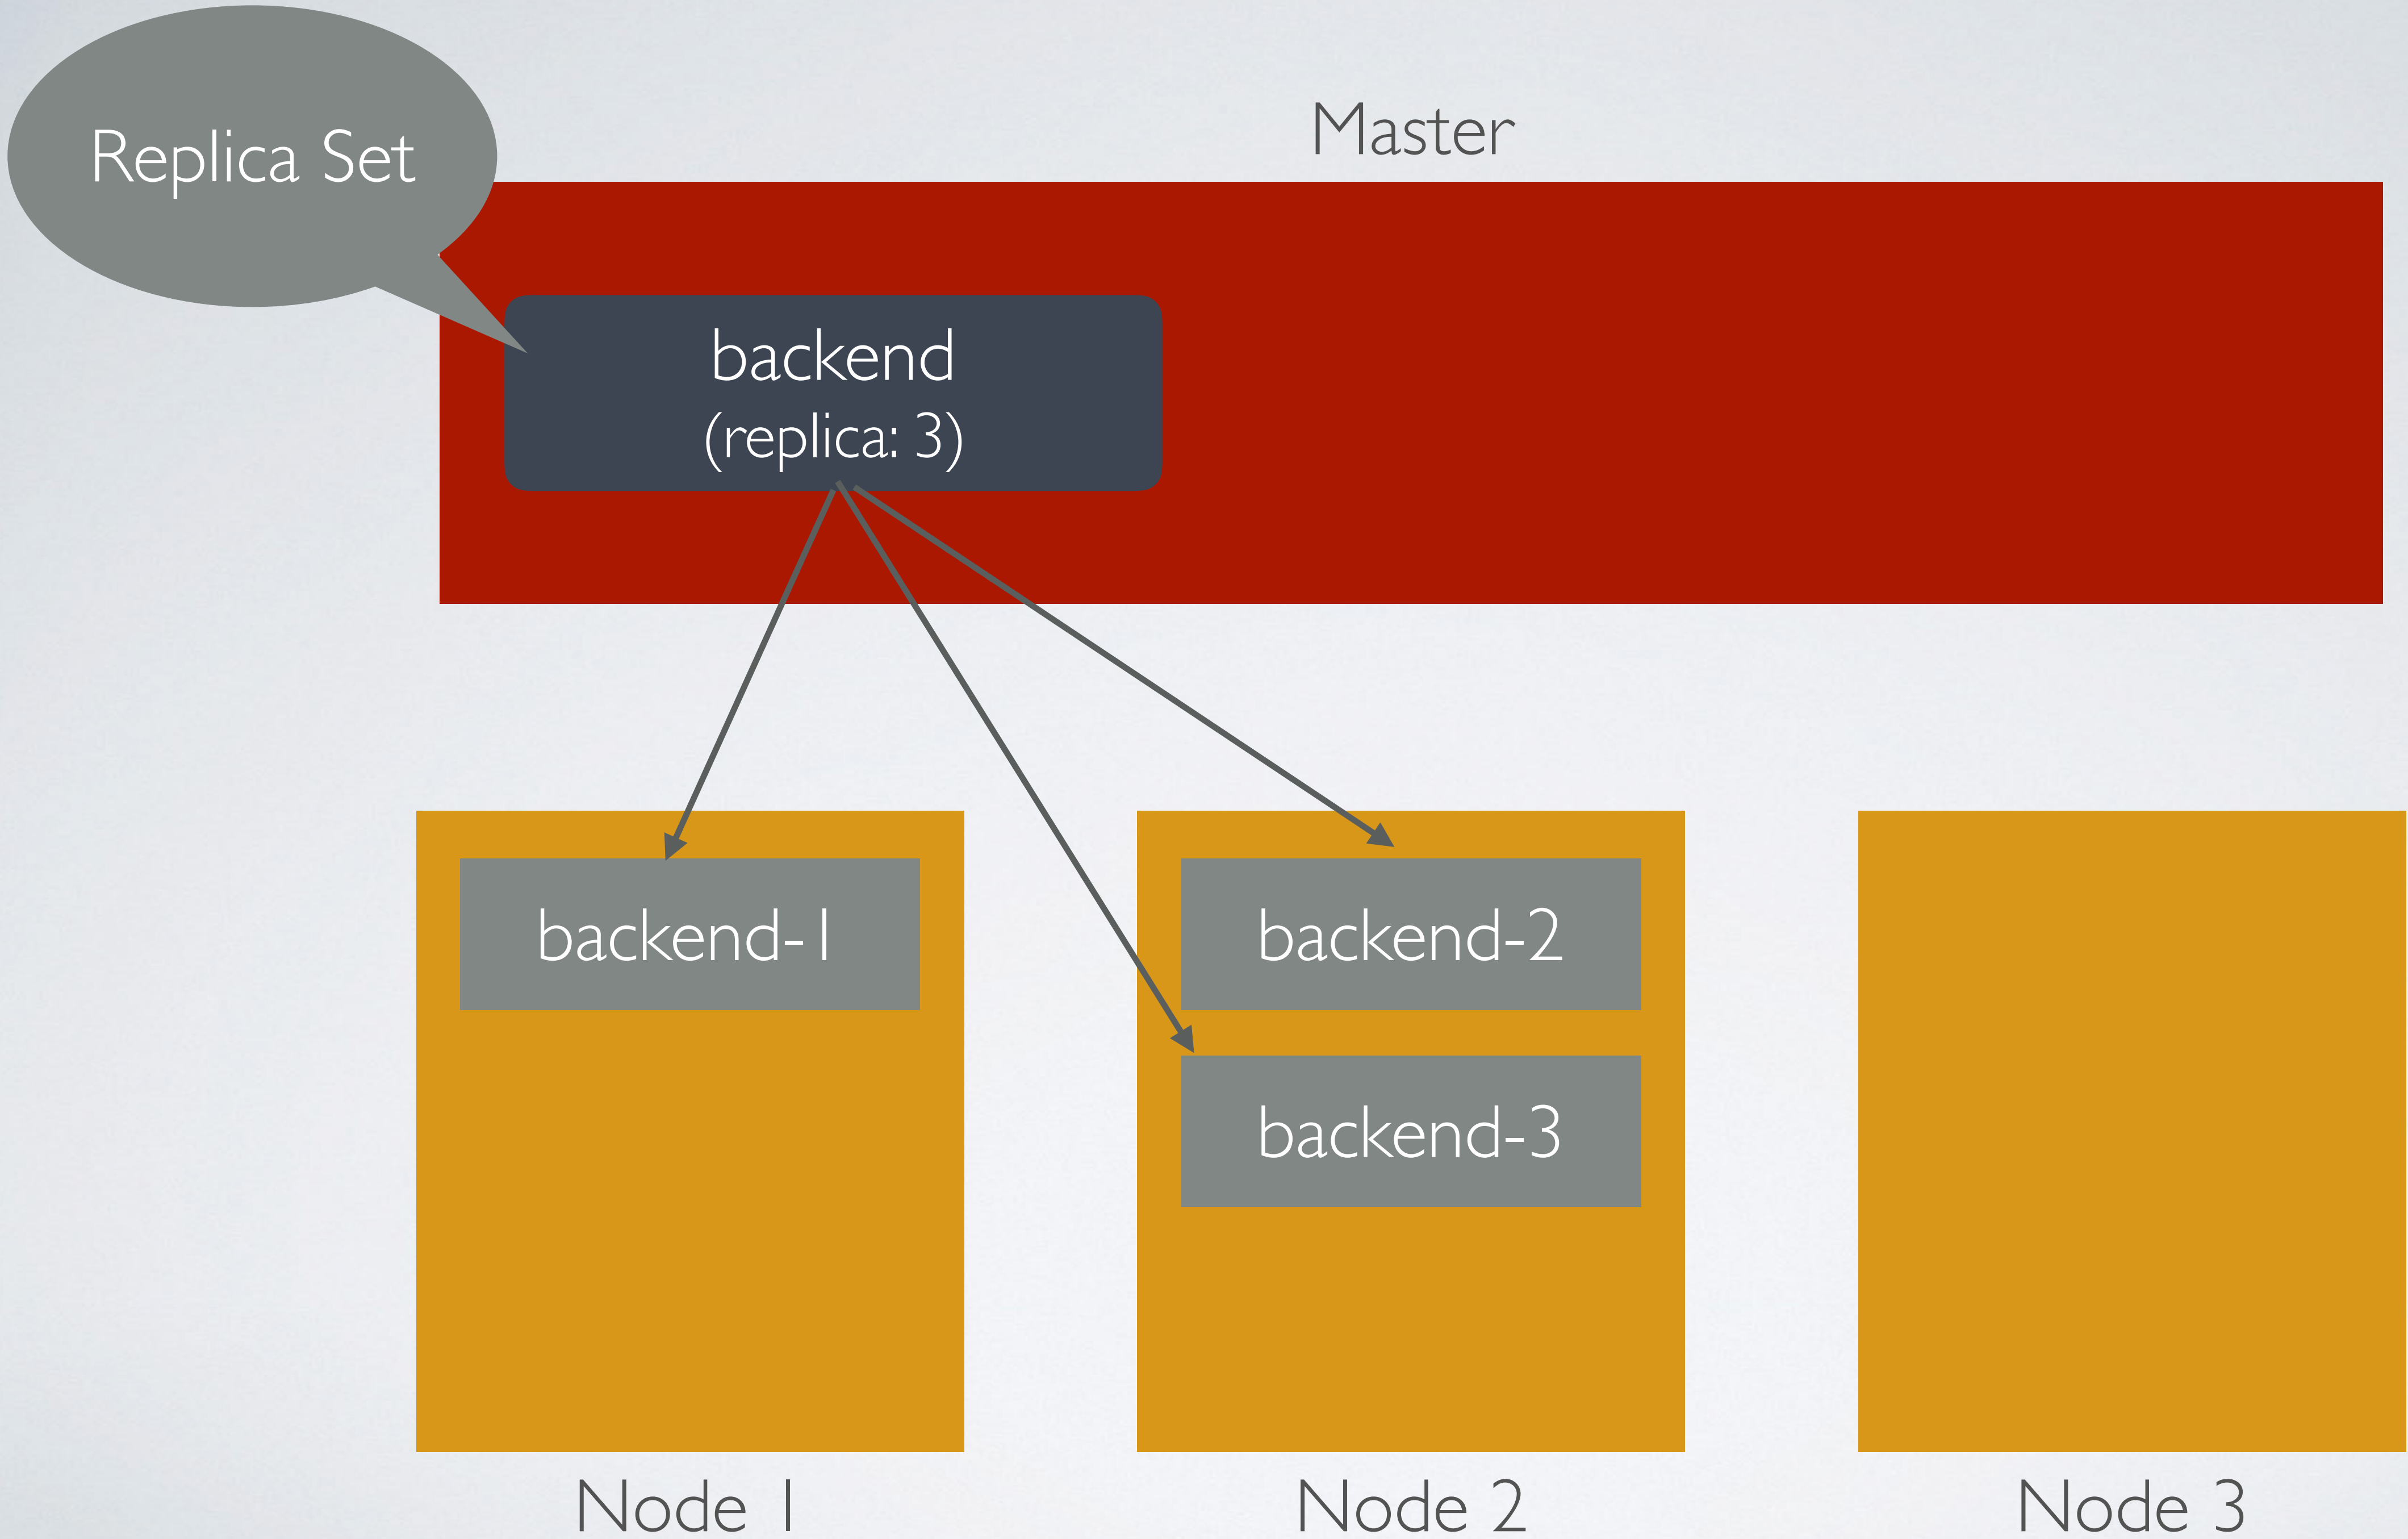 Replica Set
Master
backend
(replica: 3)
backend-1
backend-2
backend-3
Node 1
Node 2
Node 3